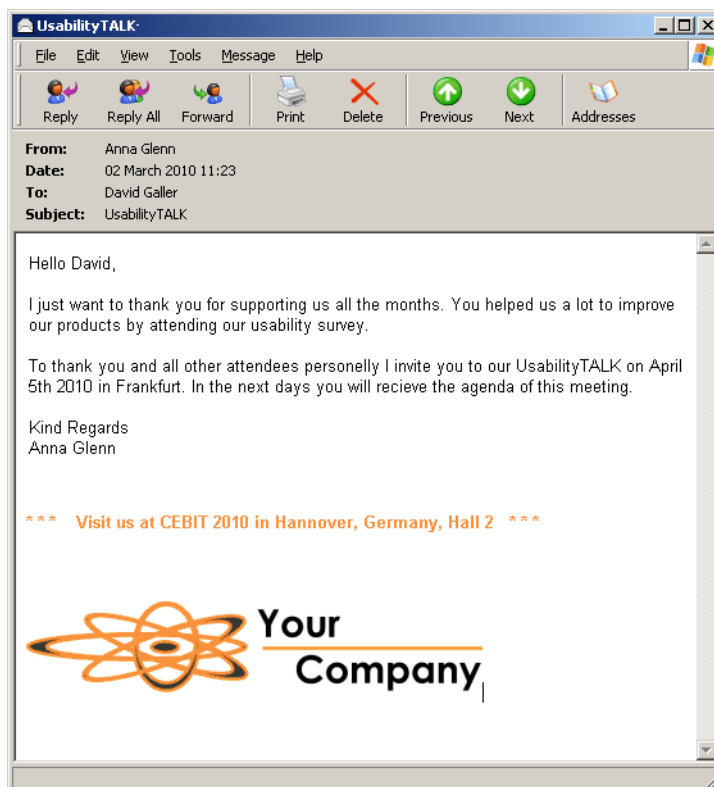 UsabilityTALK-
File Edit View Tools Message Help
Reply Reply All Forward Print Delete Previous Next Addresses
From: Anna Glenn
Date: 02 March 2010 11:23
To: David Galler
Subject: UsabilityTALK
Hello David,
I just want to thank you for supporting us all the months. You helped us a lot to improve
our products by attending our usability survey.
To thank you and all other attendees personelly I invite you to our UsabilityTALK on April
5th 2010 in Frankfurt. In the next days you will recieve the agenda of this meeting.
Kind Regards
Anna Glenn
*** Visit us at CEBIT 2010 in Hannover, Germany, Hall 2 ***
Your
Company